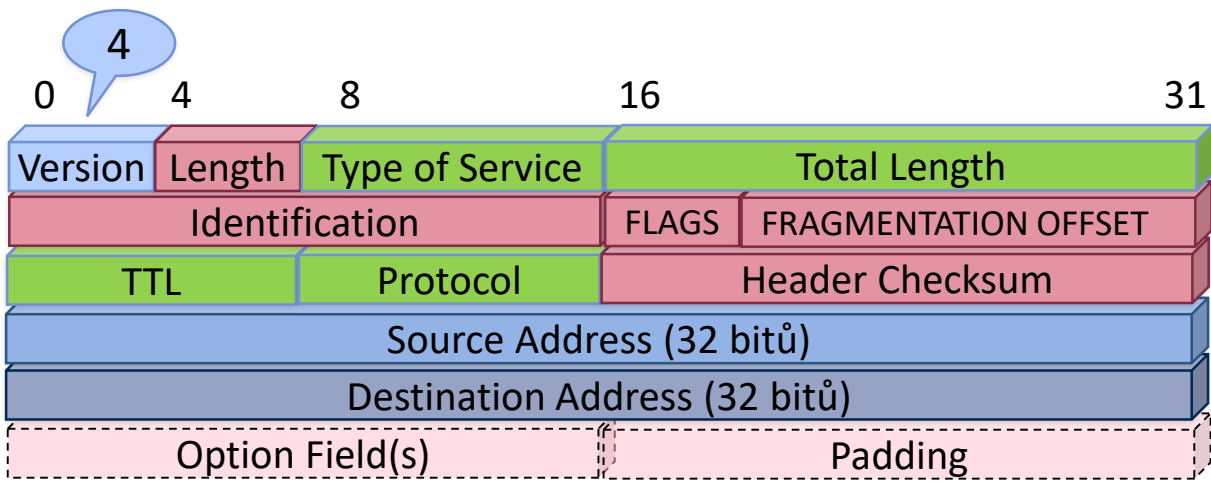 4
0 4 8 16 31
Version Length Type of Service Total Length
Identification FLAGS FRAGMENTATION OFFSET
TTL Protocol Header Checksum
Source Address (32 bitů)
Destination Address (32 bitů)
Option Field(s) Padding